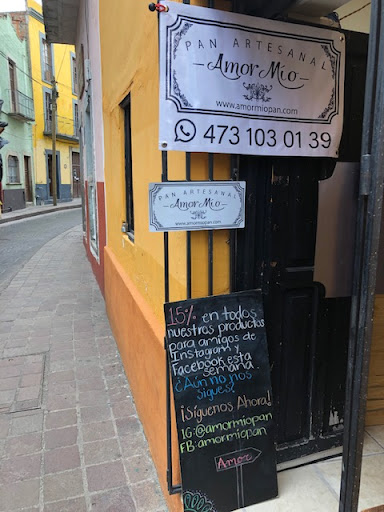 PAN ARTESANAL
Amor Mio
www.amormiopan.com
473 103 01 39
PAN ARTESANAL
Amor Mio
www.amormiopan.com
15% en todos
nuestros productos
para amigos de
Instagram y
Facebook esta
semana.
¿Aún no nos
sigues?
¡Síguenos Ahora!
IG:@amormiopan
FB:amormiopan
Amor